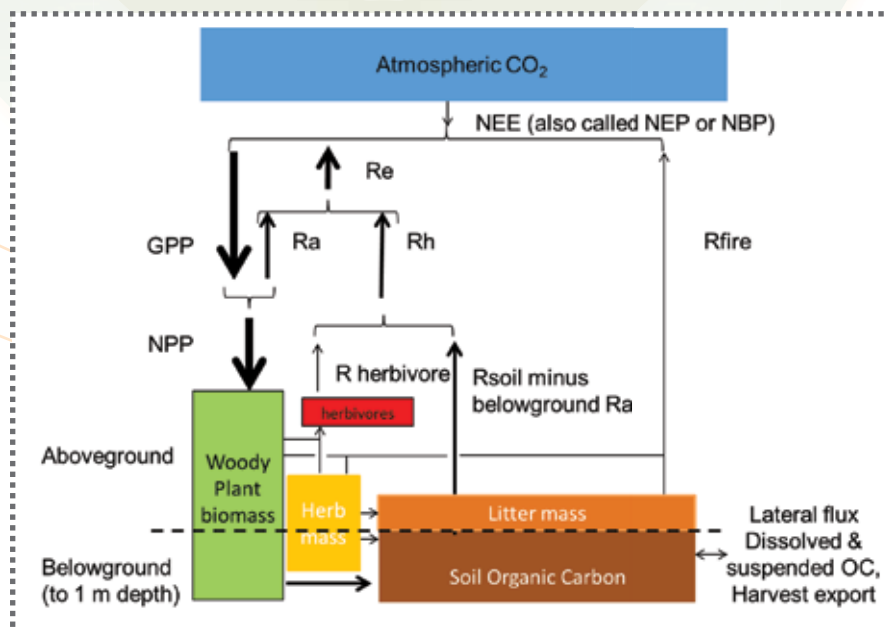 Atmospheric CO₂
NEE (also called NEP or NBP)
Re
GPP
Ra
Rh
Rfire
NPP
R herbivore
Rsoil minus
belowground Ra
herbivores
Aboveground
Woody
Plant
biomass
Herb
mass
Litter mass
Soil Organic Carbon
Belowground
(to 1 m depth)
Lateral flux
Dissolved &
suspended OC,
Harvest export